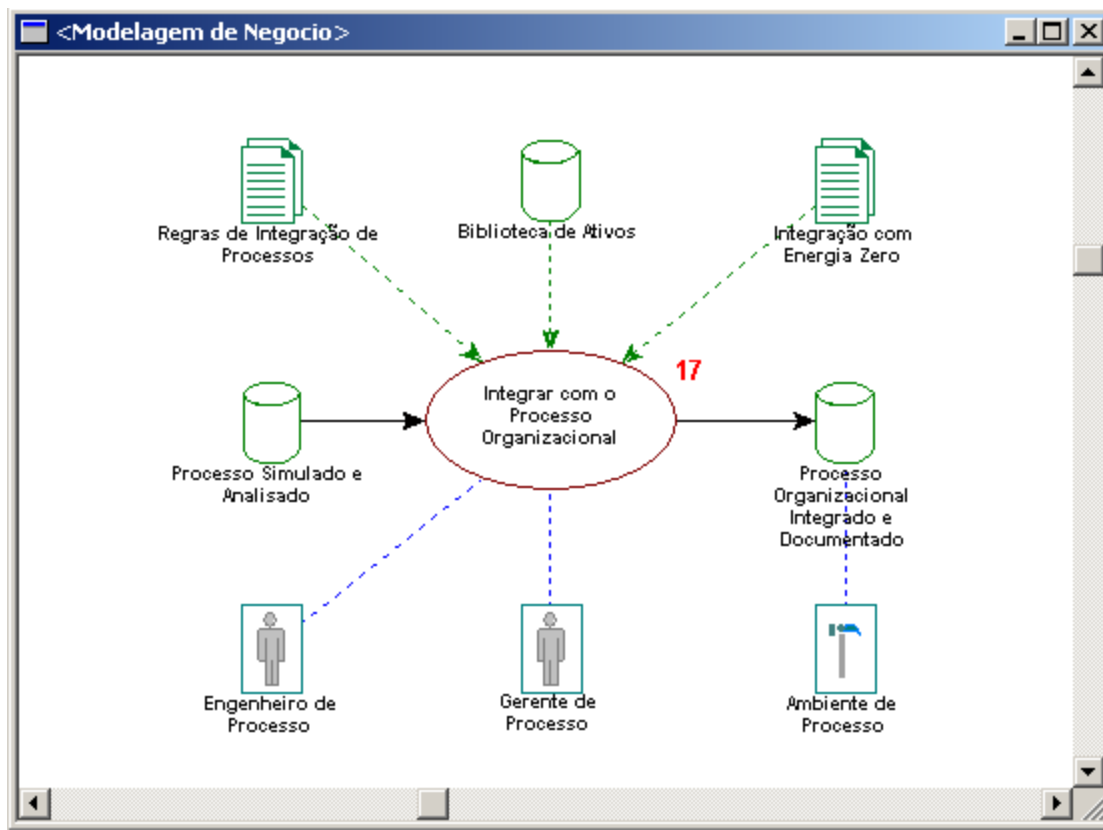 <Modelagem de Negocio>
Regras de Integração de
Processos
Biblioteca de Ativos
Integração com
Energia Zero
17
Integrar com o
Processo
Organizacional
Processo Simulado e
Analisado
Processo
Organizacional
Integrado e
Documentado
Engenheiro de
Processo
Gerente de
Processo
Ambiente de
Processo